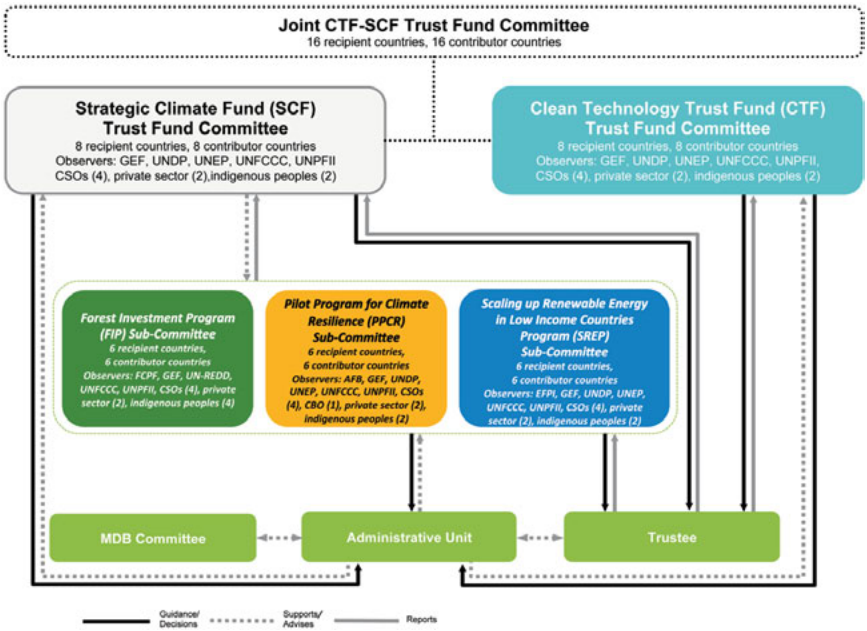 Joint CTF-SCF Trust Fund Committee
16 recipient countries, 16 contributor countries
Strategic Climate Fund (SCF)
Trust Fund Committee
8 recipient countries, 8 contributor countries
Observers: GEF, UNDP, UNEP, UNFCCC, UNPFII
CSOs (4), private sector (2),indigenous peoples (2)
Clean Technology Trust Fund (CTF)
Trust Fund Committee
8 recipient countries, 8 contributor countries
Observers: GEF, UNDP, UNEP, UNFCCC, UNPFII,
CSOs (4), private sector (2), indigenous peoples (2)
Forest Investment Program
(FIP) Sub-Committee
6 recipient countries,
6 contributor countries
Observers: FCPF, GEF, UN-REDD,
UNFCCC, UNPFII, CSOs (4), private
sector (2), indigenous peoples (4)
Pilot Program for Climate
Resilience (PPCR)
Sub-Committee
6 recipient countries,
6 contributor countries
Observers: AFB, GEF, UNDP,
UNEP, UNFCCC, UNPFII, CSOs
(4), CBO (1), private sector (2),
indigenous peoples (2)
Scaling up Renewable Energy
in Low Income Countries
Program (SREP)
Sub-Committee
6 recipient countries,
6 contributor countries
Observers: EFPI, GEF, UNDP, UNEP,
UNFCCC, UNPFII, CSOs (4), private
sector (2), indigenous peoples (2)
MDB Committee
Administrative Unit
Trustee
Guidance/
Decisions
Supports/
Advises
Reports